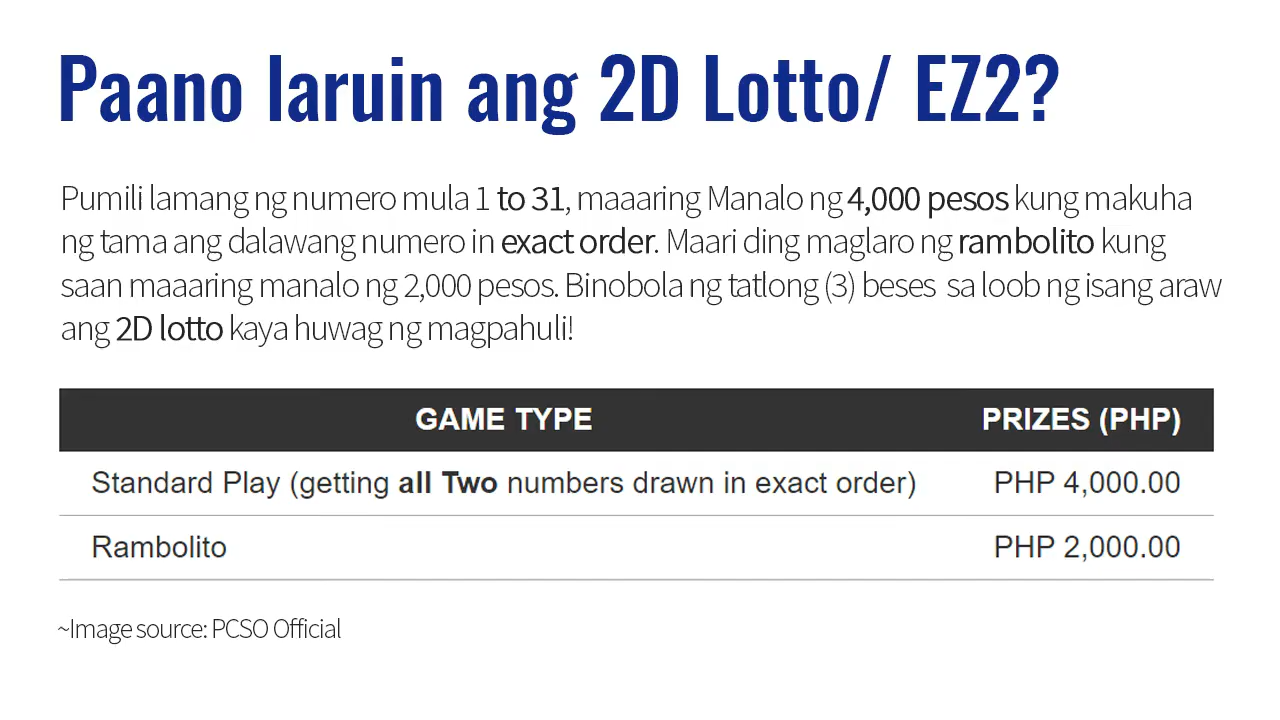 Paano laruin ang 2D Lotto/ EZ2?
Pumili lamang ng numero mula 1 to 31, maaaring Manalo ng 4,000 pesos kung makuha
ng tama ang dalawang numero in exact order. Maari ding maglaro ng rambolito kung
saan maaaring manalo ng 2,000 pesos. Binobola ng tatlong (3) beses sa loob ng isang araw
ang 2D lotto kaya huwag ng magpahuli!
GAME TYPE PRIZES (PHP)
Standard Play (getting all Two numbers drawn in exact order) PHP 4,000.00
Rambolito PHP 2,000.00
~Image source: PCSO Official